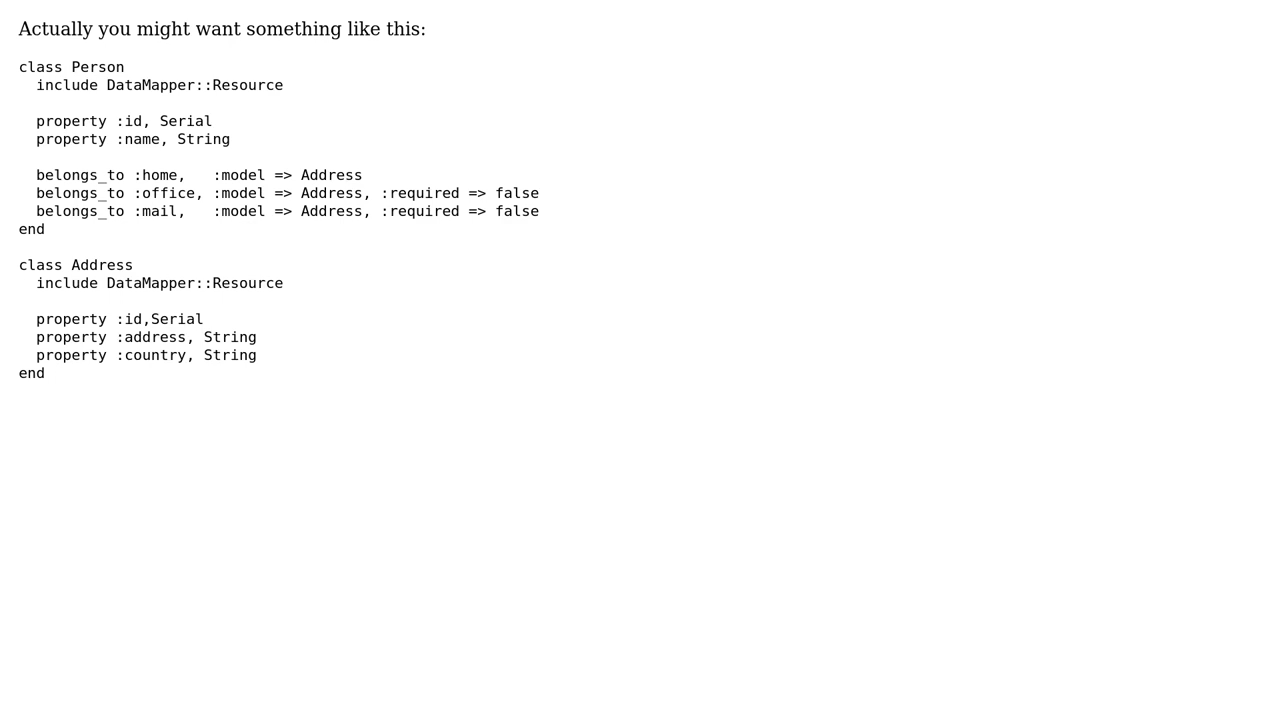 Actually you might want something like this:
class Person
  include DataMapper::Resource

  property :id, Serial
  property :name, String

  belongs_to :home,   :model => Address
  belongs_to :office, :model => Address, :required => false
  belongs_to :mail,   :model => Address, :required => false
end

class Address
  include DataMapper::Resource

  property :id,Serial
  property :address, String
  property :country, String
end